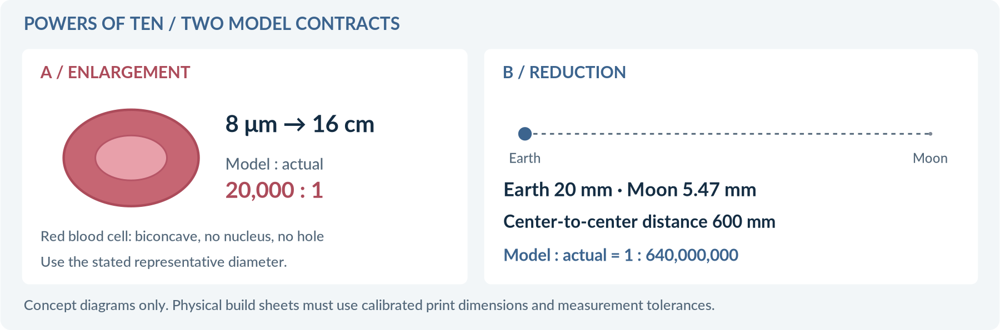 POWERS OF TEN / TWO MODEL CONTRACTS
A / ENLARGEMENT
8 µm → 16 cm
Model : actual
20,000 : 1
Red blood cell: biconcave, no nucleus, no hole
Use the stated representative diameter.
B / REDUCTION
Earth
Moon
Earth 20 mm · Moon 5.47 mm
Center-to-center distance 600 mm
Model : actual = 1 : 640,000,000
Concept diagrams only. Physical build sheets must use calibrated print dimensions and measurement tolerances.